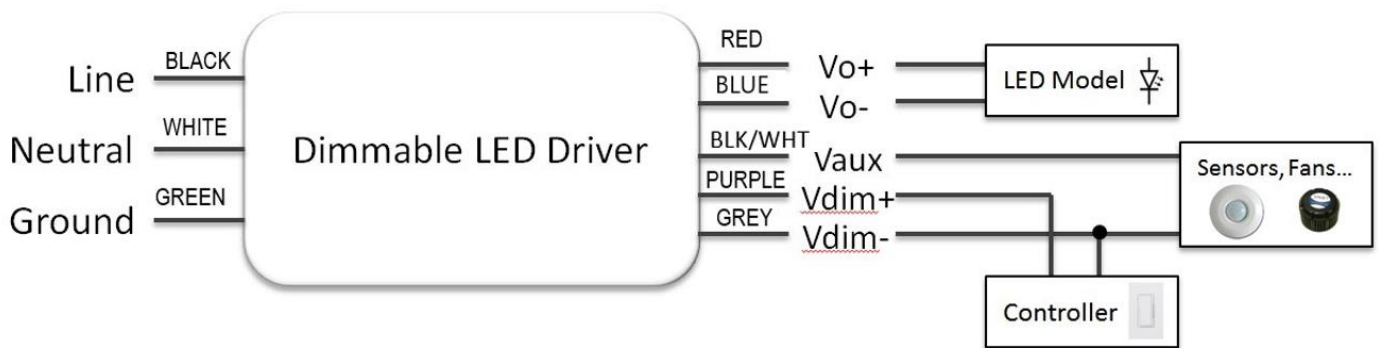 Line BLACK
Neutral WHITE
Ground GREEN
Dimmable LED Driver
RED Vo+
BLUE Vo-
BLK/WHT Vaux
PURPLE Vdim+
GREY Vdim-
LED Model
Sensors, Fans...
Controller